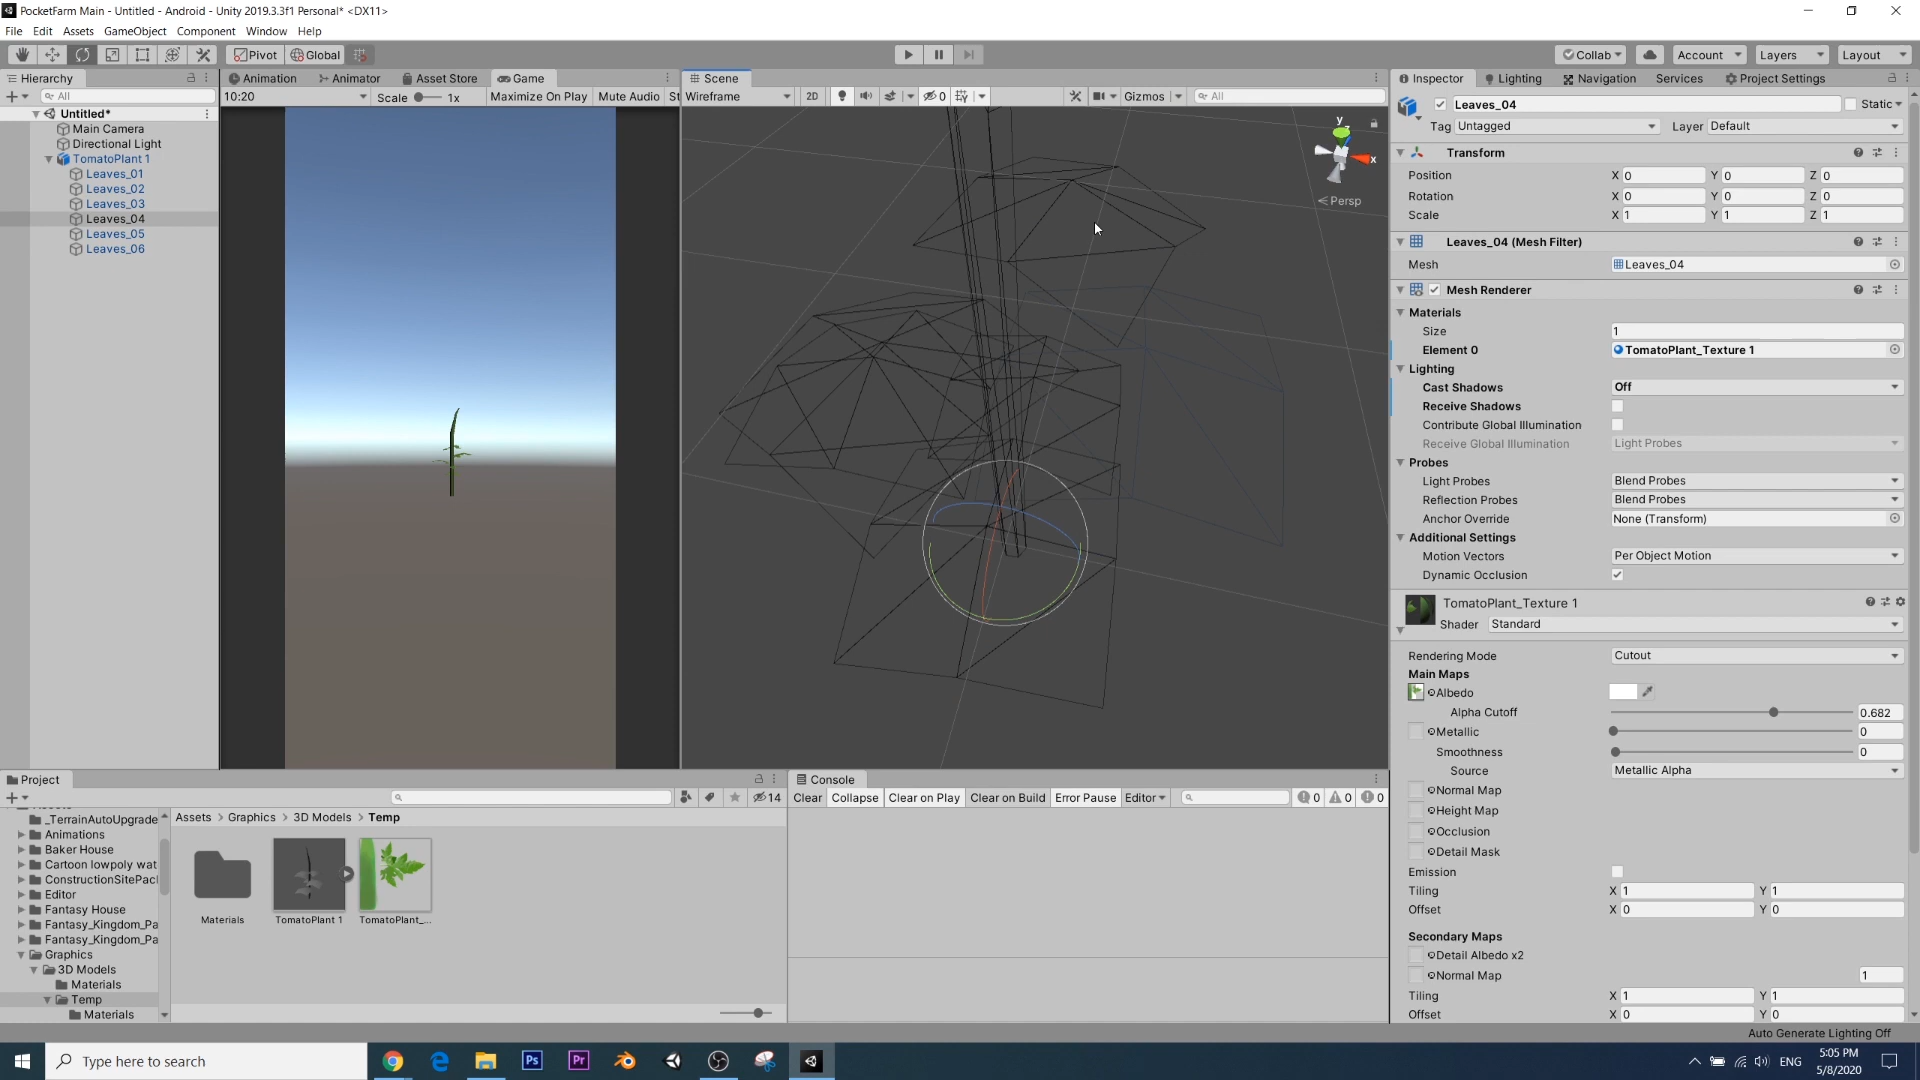 PocketFarm Main - Untitled - Android - Unity 2019.3.3f1 Personal* <DX11>
File Edit Assets GameObject Component Window Help
Pivot Global Collab Account Layers Layout
Hierarchy
All
Untitled*
Main Camera
Directional Light
TomatoPlant 1
Leaves_01
Leaves_02
Leaves_03
Leaves_04
Leaves_05
Leaves_06
Animation Animator Asset Store Game
10:20 Scale 1x Maximize On Play Mute Audio St
Scene
Wireframe 2D 0 Gizmos All
y
x
Persp
Inspector Lighting Navigation Services Project Settings
Leaves_04 Static
Tag Untagged Layer Default
Transform
Position X 0 Y 0 Z 0
Rotation X 0 Y 0 Z 0
Scale X 1 Y 1 Z 1
Leaves_04 (Mesh Filter)
Mesh Leaves_04
Mesh Renderer
Materials
Size 1
Element 0 TomatoPlant_Texture 1
Lighting
Cast Shadows Off
Receive Shadows
Contribute Global Illumination
Receive Global Illumination Light Probes
Probes
Light Probes Blend Probes
Reflection Probes Blend Probes
Anchor Override None (Transform)
Additional Settings
Motion Vectors Per Object Motion
Dynamic Occlusion
TomatoPlant_Texture 1
Shader Standard
Rendering Mode Cutout
Main Maps
Albedo
Alpha Cutoff 0.682
Metallic 0
Smoothness 0
Source Metallic Alpha
Normal Map
Height Map
Occlusion
Detail Mask
Emission
Tiling X 1 Y 1
Offset X 0 Y 0
Secondary Maps
Detail Albedo x2
Normal Map 1
Tiling X 1 Y 1
Offset X 0 Y 0
Auto Generate Lighting Off
Project
14
_TerrainAutoUpgrade
Animations
Baker House
Cartoon lowpoly wat
ConstructionSitePacl
Editor
Fantasy House
Fantasy_Kingdom_Pa
Fantasy_Kingdom_Pa
Graphics
3D Models
Materials
Temp
Materials
Assets > Graphics > 3D Models > Temp
Materials TomatoPlant 1 TomatoPlant_...
Console
Clear Collapse Clear on Play Clear on Build Error Pause Editor 0 0 0
Type here to search
Ps Pr
ENG
5:05 PM
5/8/2020